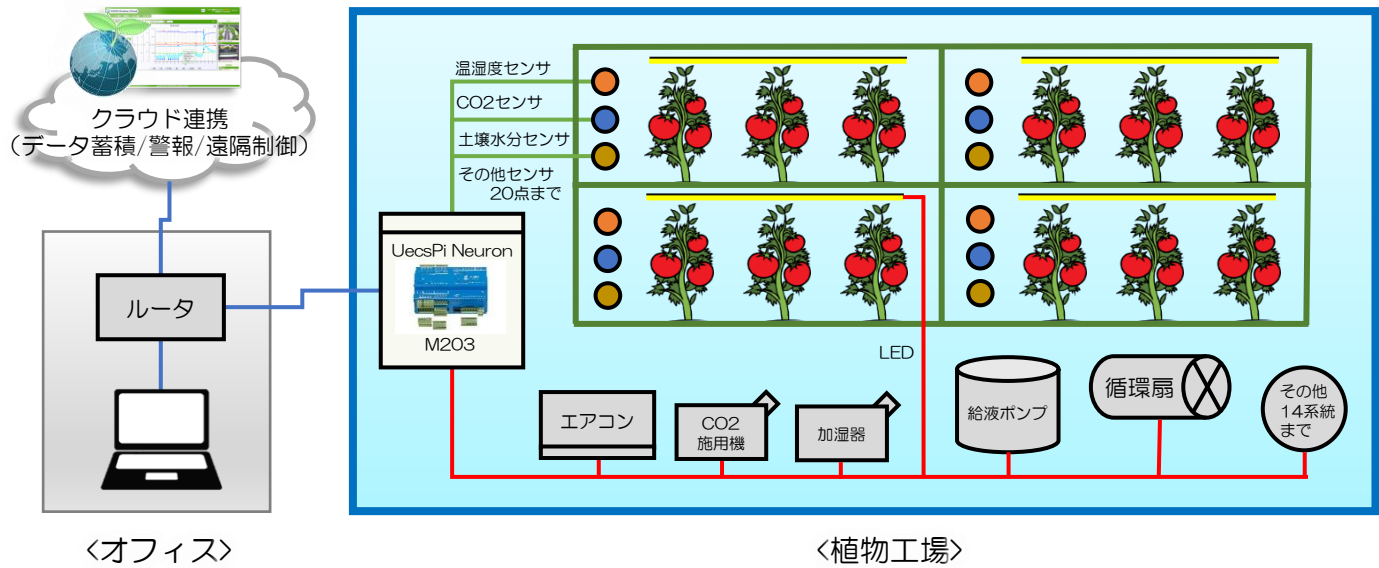 クラウド連携
（データ蓄積/警報/遠隔制御）
ルータ
<オフィス>
温湿度センサ
CO2センサ
土壌水分センサ
その他センサ
20点まで
UecsPi Neuron
M203
LED
エアコン
CO2
施用機
加湿器
給液ポンプ
循環扇
その他
14系統
まで
<植物工場>